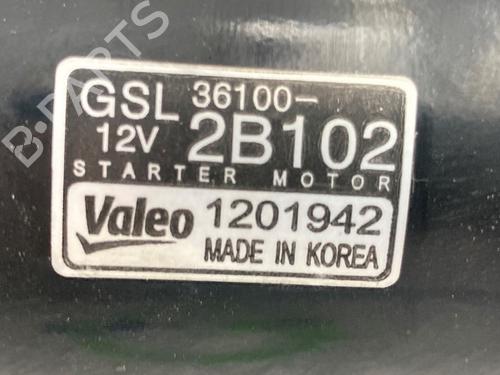 B-PARTS
GSL 36100-
12V 2B102
STARTER MOTOR
Valeo 1201942
MADE IN KOREA